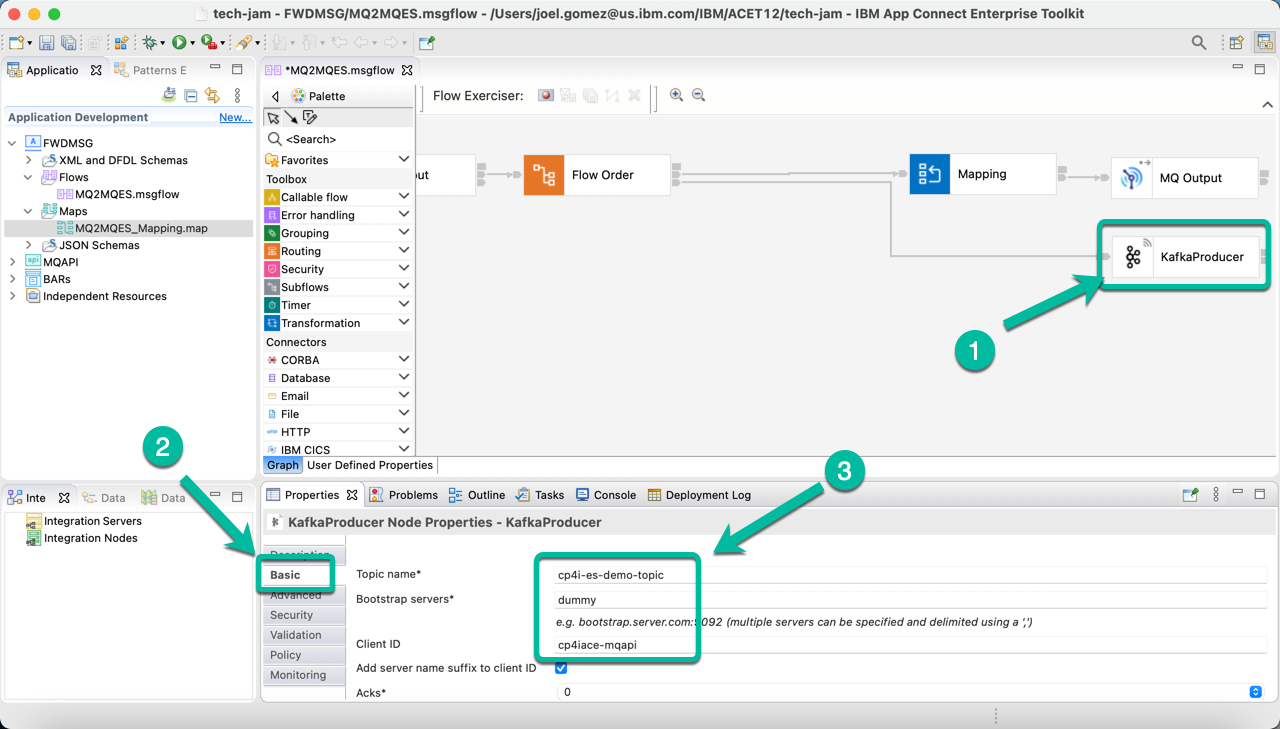 tech-jam - FWDMSG/MQ2MQES.msgflow - /Users/joel.gomez@us.ibm.com/IBM/ACET12/tech-jam - IBM App Connect Enterprise Toolkit
Applicatio
Patterns E
Application Development
New...
A
FWDMSG
XML and DFDL Schemas
Flows
MQ2MQES.msgflow
Maps
MQ2MQES_Mapping.map
JSON Schemas
api
MQAPI
BARs
Independent Resources
*MQ2MQES.msgflow
Palette
Flow Exerciser:
<Search>
Favorites
Toolbox
Callable flow
Error handling
Grouping
Routing
Security
Subflows
Timer
Transformation
Connectors
CORBA
Database
Email
File
HTTP
IBM CICS
ut
Flow Order
Mapping
MQ Output
KafkaProducer
1
2
3
Graph
User Defined Properties
Inte
Data
Data
Integration Servers
Integration Nodes
Properties
Problems
Outline
Tasks
Console
Deployment Log
KafkaProducer Node Properties - KafkaProducer
Description
Basic
Advanced
Security
Validation
Policy
Monitoring
Topic name*
cp4i-es-demo-topic
Bootstrap servers*
dummy
e.g. bootstrap.server.com:9092 (multiple servers can be specified and delimited using a ',')
Client ID
cp4iace-mqapi
Add server name suffix to client ID
Acks*
0